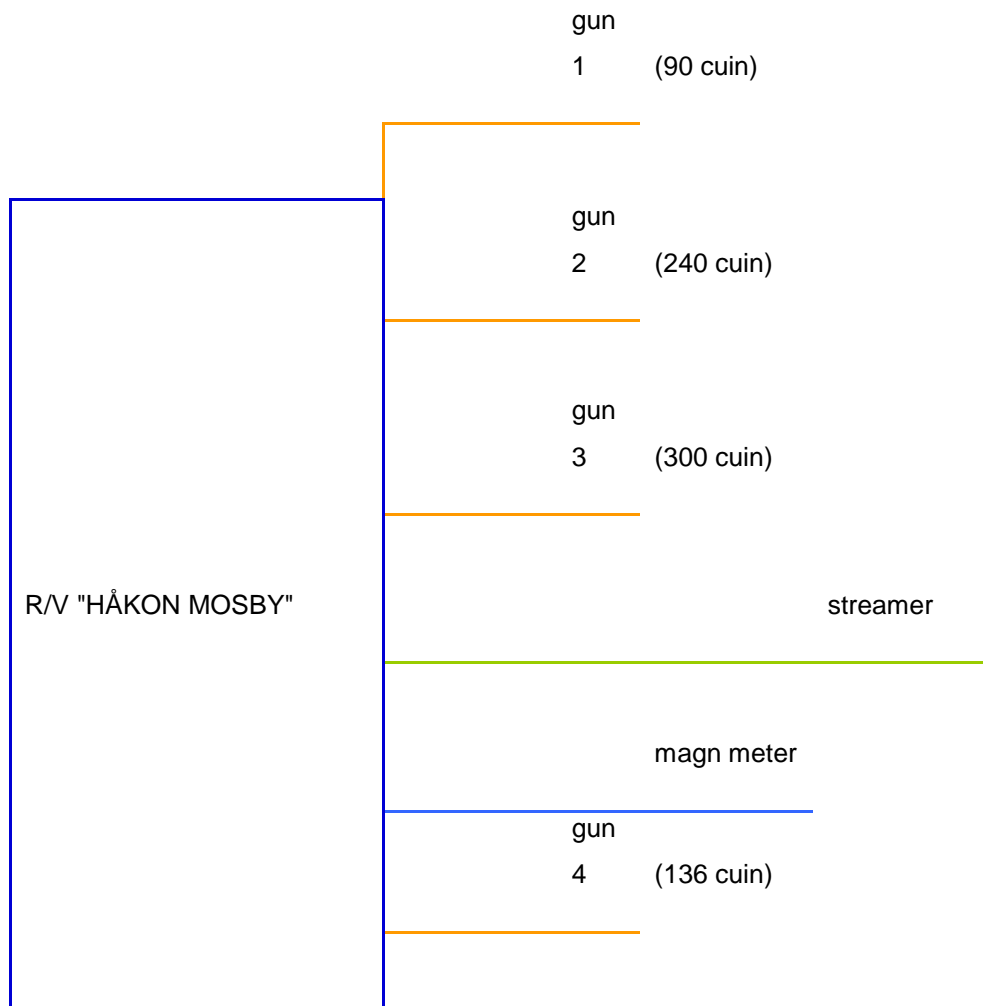 gun
1 (90 cuin)
gun
2 (240 cuin)
gun
3 (300 cuin)
R/V "HÅKON MOSBY" streamer
magn meter
gun
4 (136 cuin)